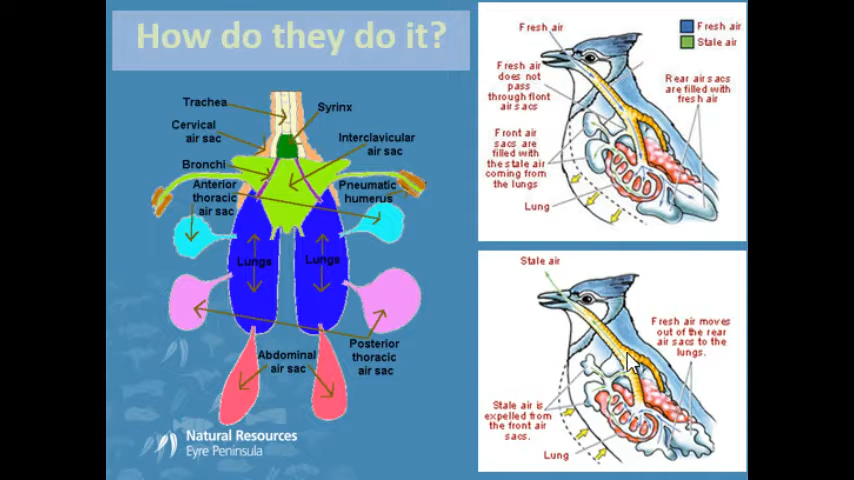 How do they do it?
Trachea
Syrinx
Cervical
air sac
Interclavicular
air sac
Bronchi
Anterior
thoracic
air sac
Pneumatic
humerus
Lungs
Lungs
Abdominal
air sac
Posterior
thoracic
air sac
Natural Resources
Eyre Peninsula
Fresh air
Fresh air
Stale air
Fresh air
does not
pass
through flont
air sacs
Rear air sacs
are filled with
fresh air
Front air
sacs are
filled with
the stale air
coming from
the lungs
Lung
Stale air
Fresh air moves
out of the rear
air sacs to the
lungs.
Stale air is
expelled from
the front air
sacs.
Lung